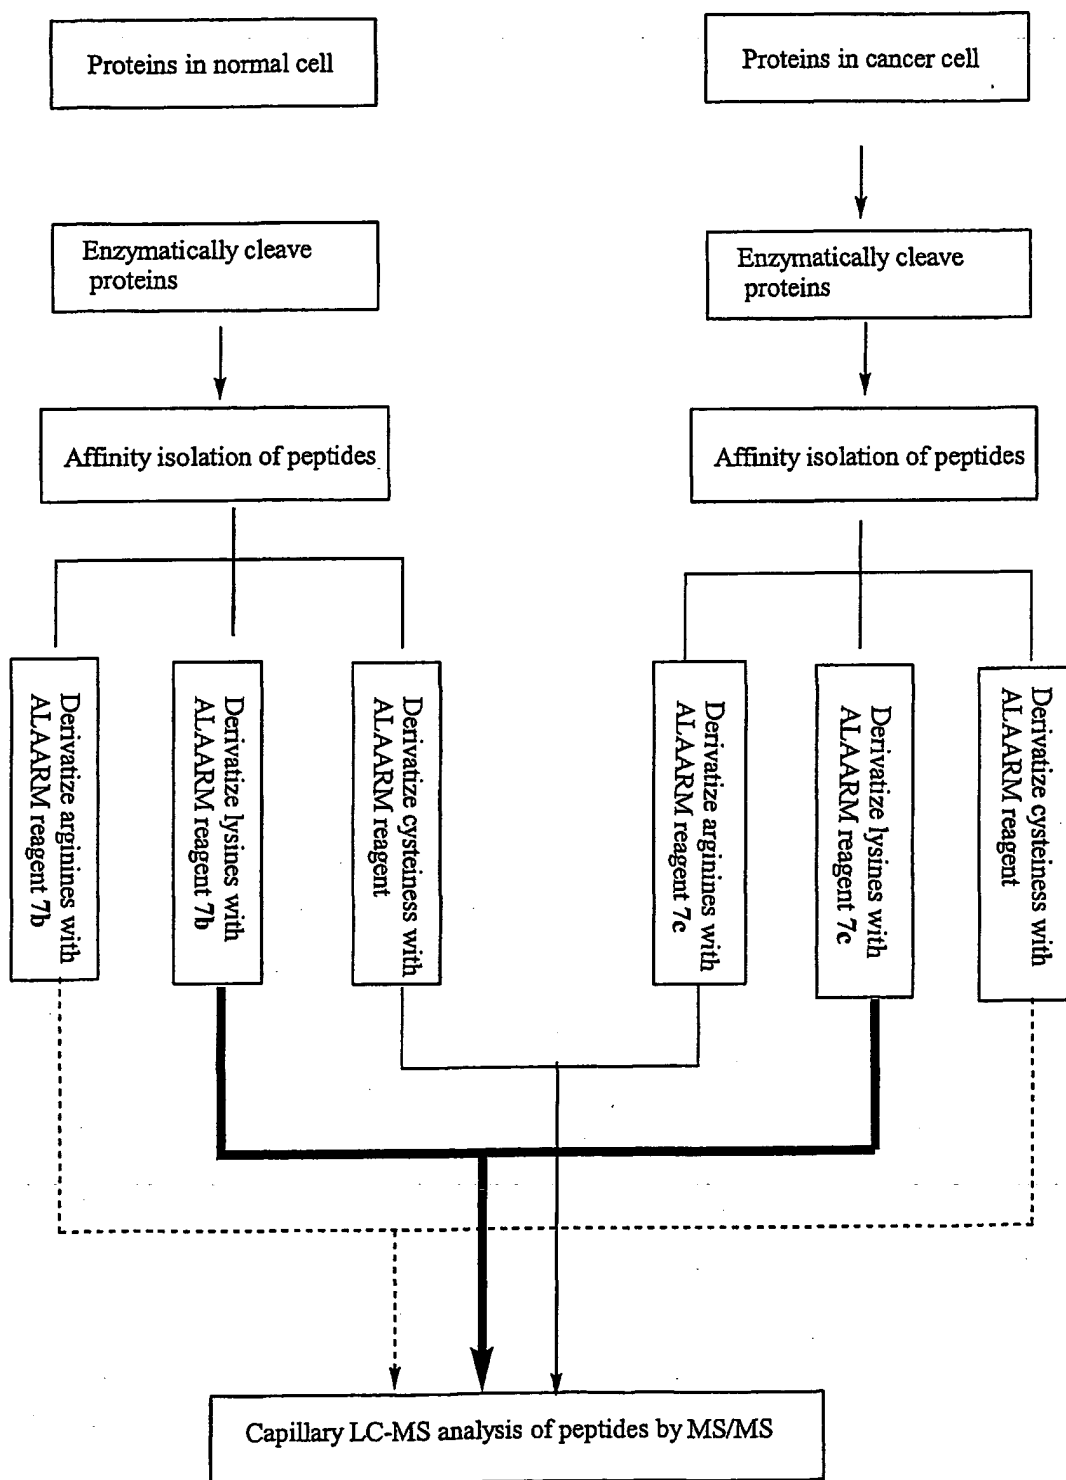 Proteins in normal cell
Proteins in cancer cell
Enzymatically cleave
proteins
Enzymatically cleave
proteins
Affinity isolation of peptides
Affinity isolation of peptides
Derivatize arginines with
ALAARM reagent 7b
Derivatize lysines with
ALAARM reagent 7b
Derivatize cysteiness with
ALAARM reagent
Derivatize arginines with
ALAARM reagent 7c
Derivatize lysines with
ALAARM reagent 7c
Derivatize cysteiness with
ALAARM reagent
Capillary LC-MS analysis of peptides by MS/MS